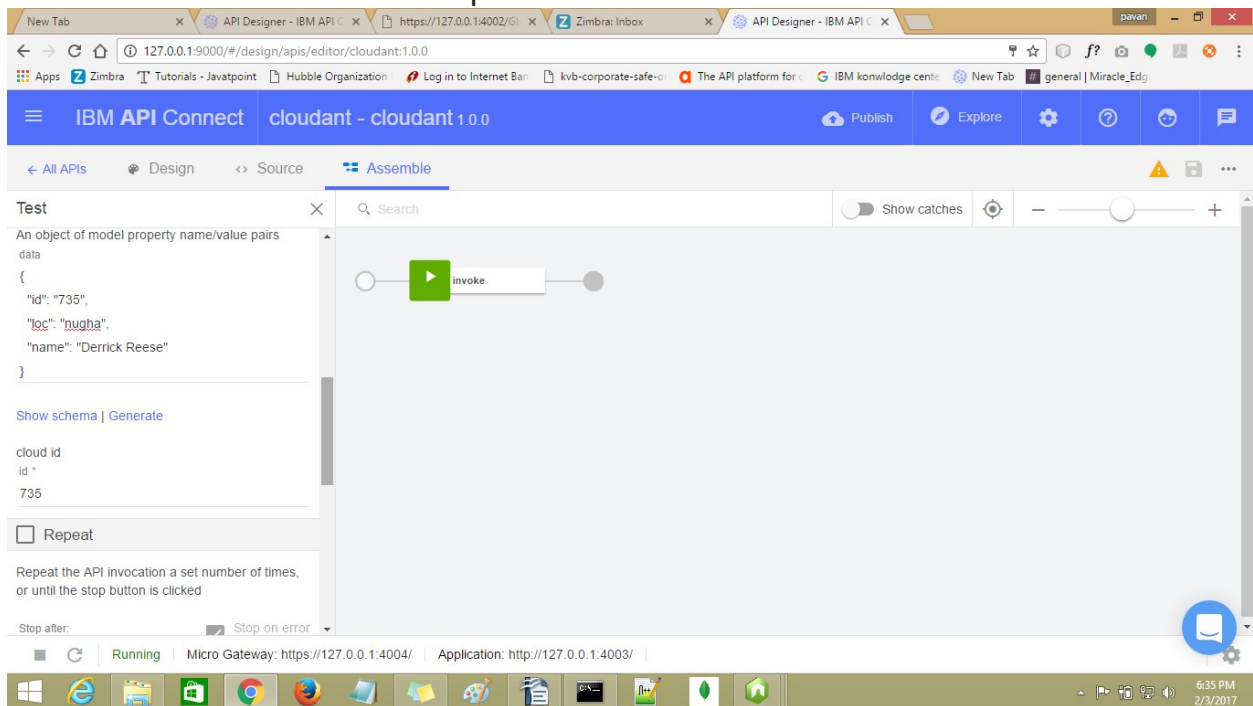 New Tab
API Designer - IBM API C
https://127.0.0.1:4002/GI
Zimbra: Inbox
API Designer - IBM API C
pavan
127.0.0.1:9000/#/design/apis/editor/cloudant:1.0.0
f?
Apps
Zimbra
Tutorials - Javatpoint
Hubble Organization
Log in to Internet Ban
kvb-corporate-safe-o
The API platform for c
IBM konwlodge cente
New Tab
general | Miracle_Edg
IBM API Connect
cloudant - cloudant 1.0.0
Publish
Explore
← All APIs
Design
Source
Assemble
Test
Search
Show catches
An object of model property name/value pairs
data
{
"id": "735",
"loc": "nugha",
"name": "Derrick Reese"
}
invoke
Show schema | Generate
cloud id
id *
735
Repeat
Repeat the API invocation a set number of times,
or until the stop button is clicked
Stop after:
Stop on error
Running
Micro Gateway: https://127.0.0.1:4004/
Application: http://127.0.0.1:4003/
6:35 PM
2/3/2017